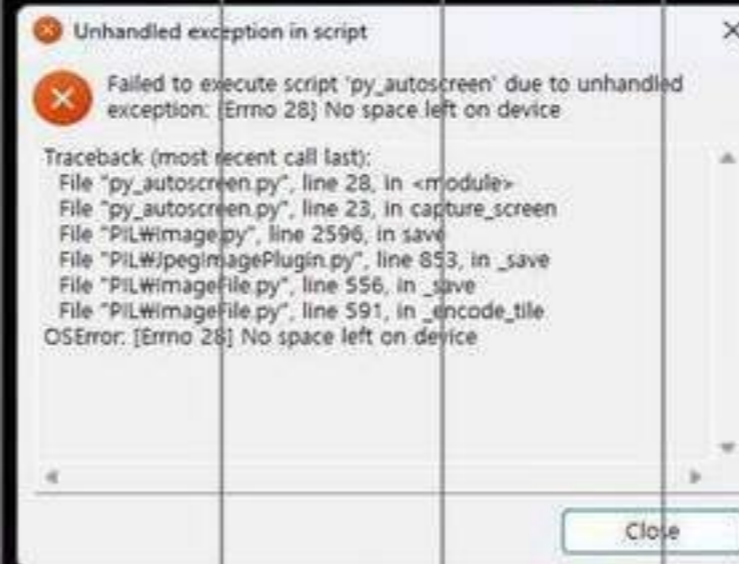 Unhandled exception in script
Failed to execute script 'py_autoscreen' due to unhandled
exception: [Errno 28] No space left on device
Traceback (most recent call last):
File "py_autoscreen.py", line 28, in <module>
File "py_autoscreen.py", line 23, in capture_screen
File "PIL₩Image.py", line 2596, in save
File "PIL₩JpegImagePlugin.py", line 853, in _save
File "PIL₩ImageFile.py", line 556, in _save
File "PIL₩ImageFile.py", line 591, in _encode_tile
OSError: [Errno 28] No space left on device
Close